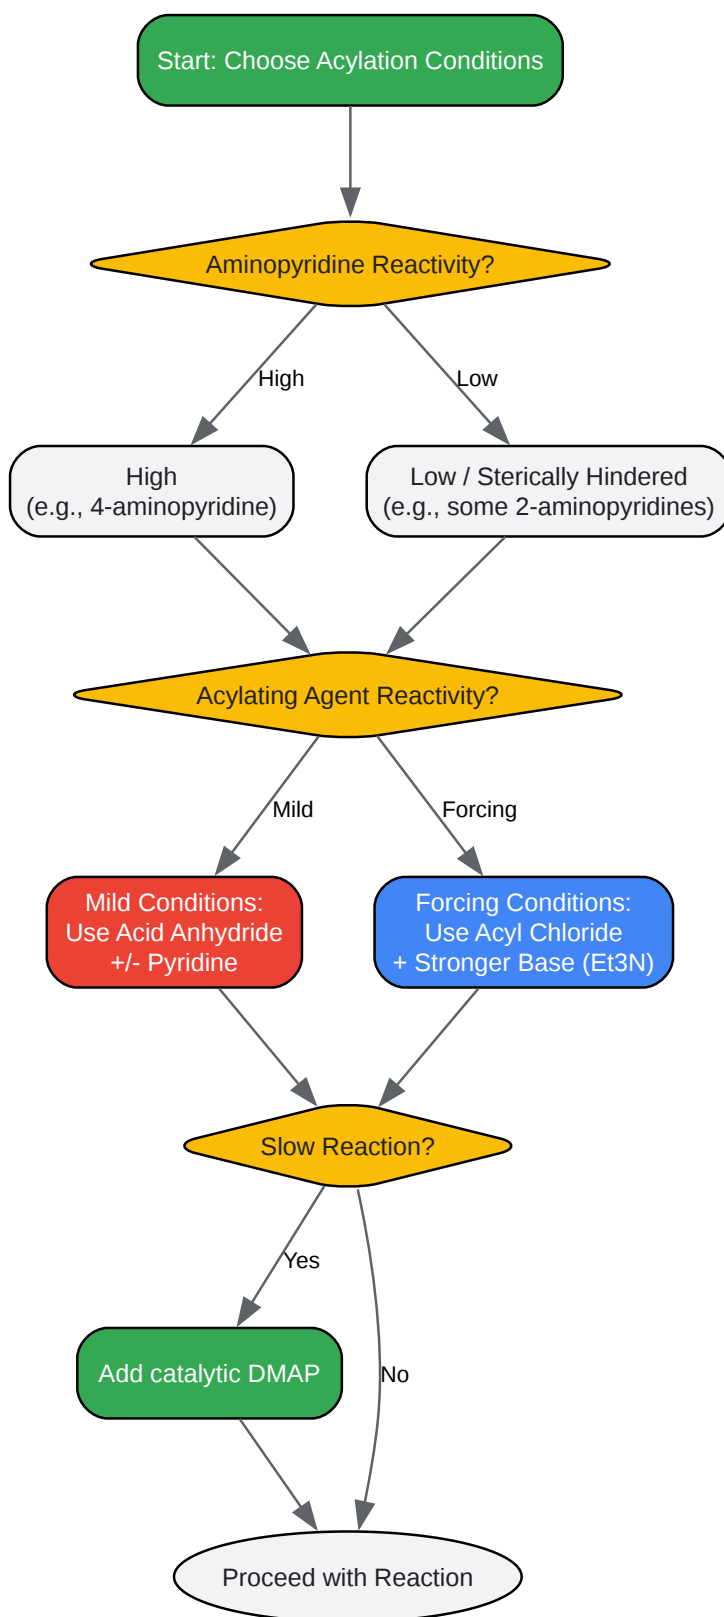 Start: Choose Acylation Conditions
Aminopyridine Reactivity?
High
Low
High
(e.g., 4-aminopyridine)
Low / Sterically Hindered
(e.g., some 2-aminopyridines)
Acylating Agent Reactivity?
Mild
Forcing
Mild Conditions:
Use Acid Anhydride
+/- Pyridine
Forcing Conditions:
Use Acyl Chloride
+ Stronger Base (Et3N)
Slow Reaction?
Yes
Add catalytic DMAP
No
Proceed with Reaction